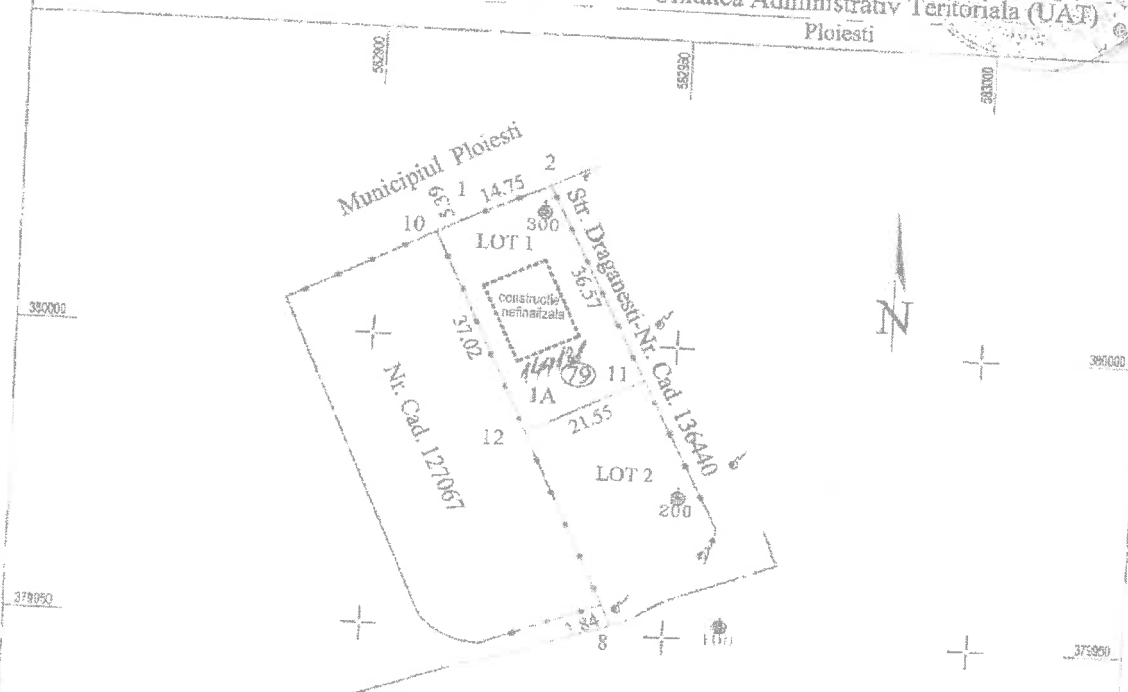 Administrativ Teritoriala (UAT)
Ploiesti
582900
582950
583000
Municipiul Ploiesti
2
1
14.75
5.39
10
300
LOT 1
Str. Draganesti-Nr. Cad. 136440
36.57
constructie
nefinalizata
380000
37.02
N
380000
79
11
1A
Nr. Cad. 127067
21.55
12
LOT 2
200
379950
8
100
379950